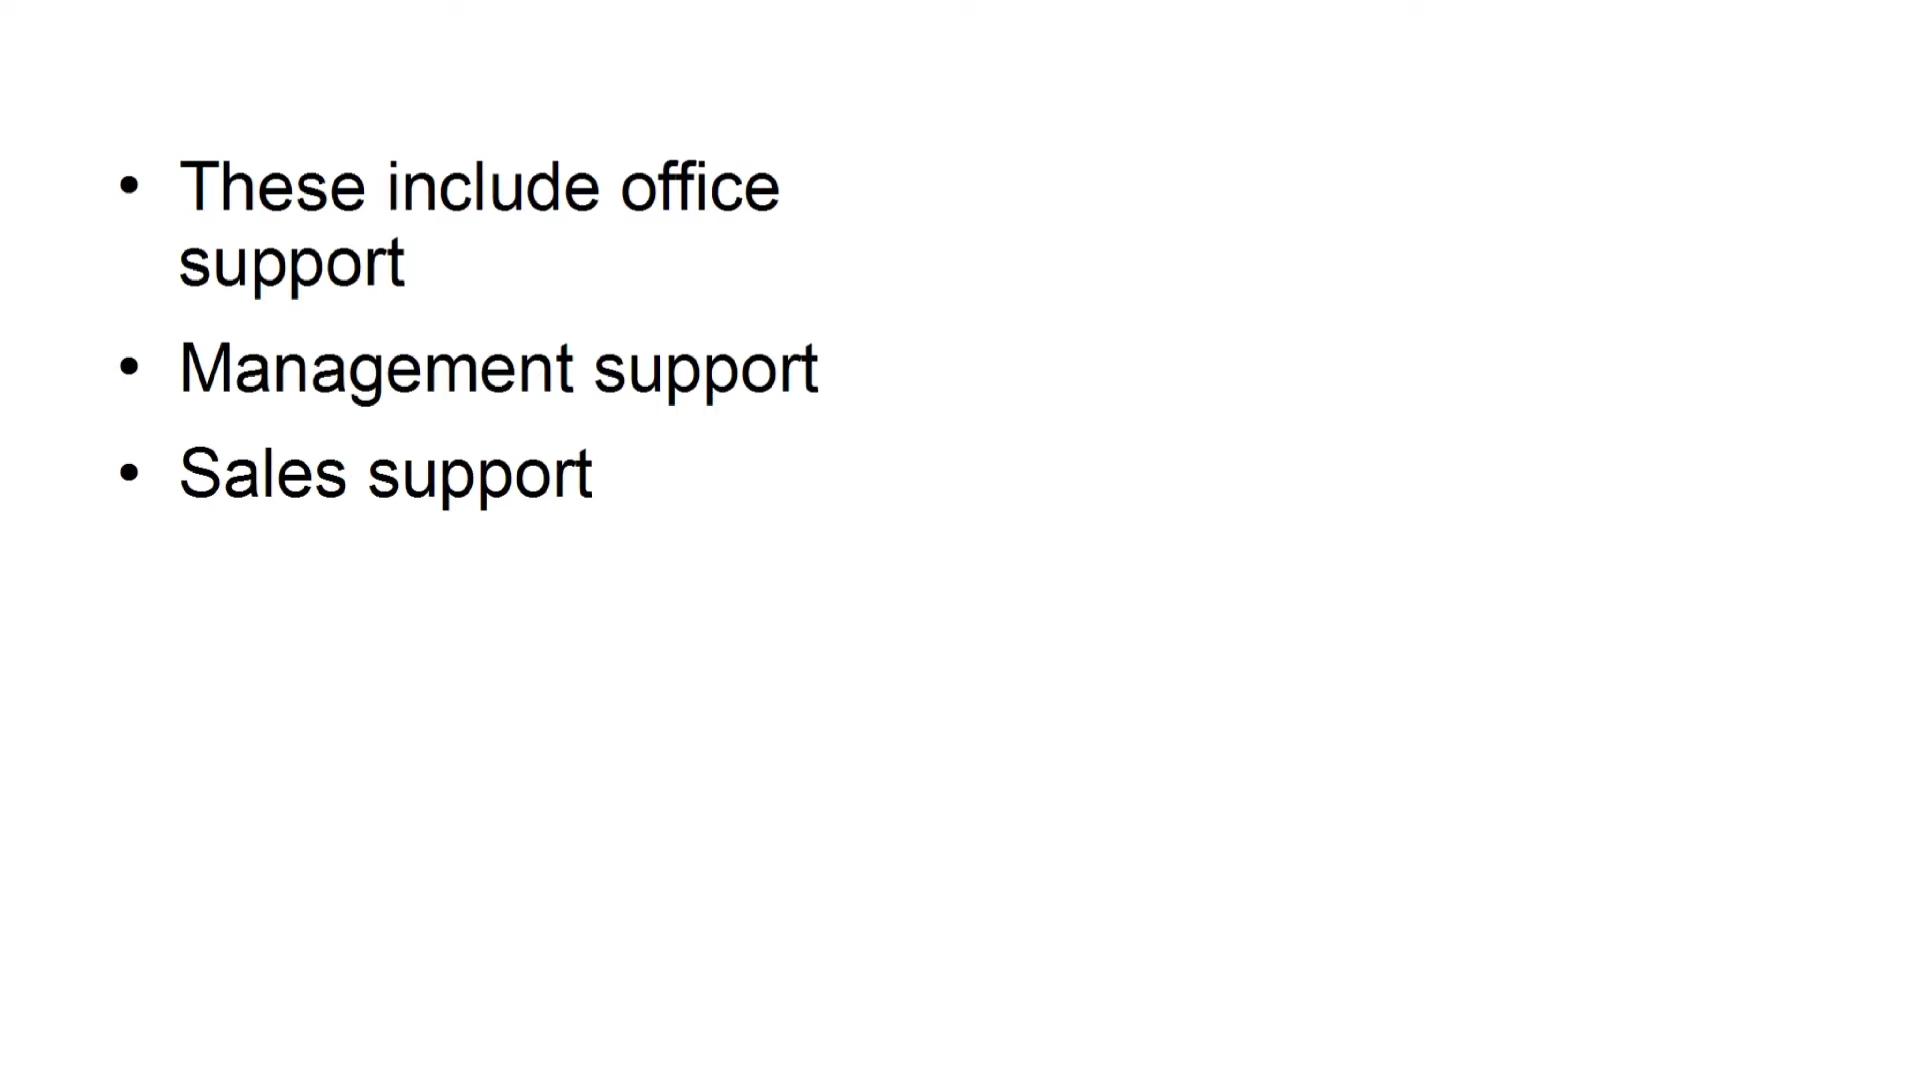 • These include office
support
• Management support
• Sales support